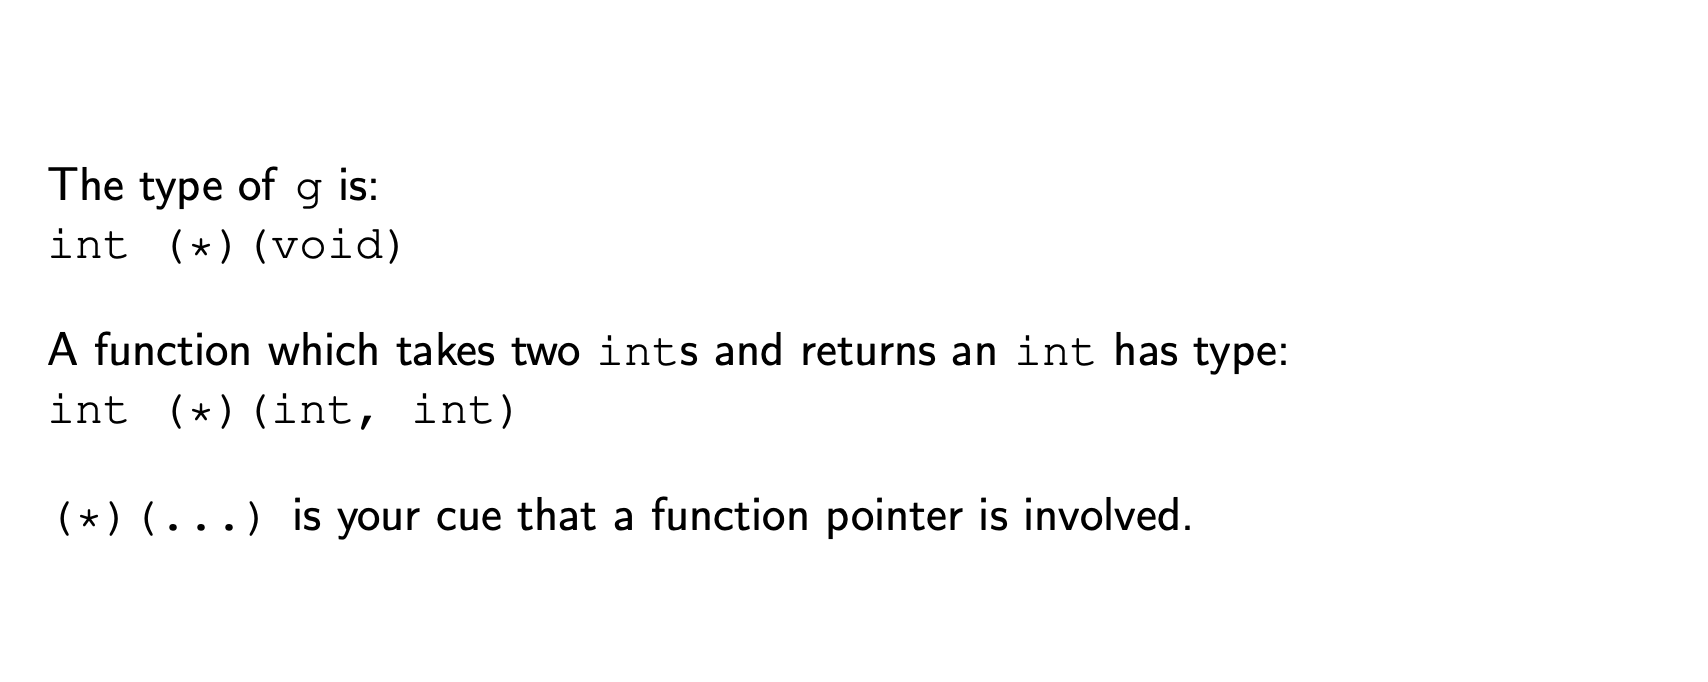 The type of g is:
int (*)(void)
A function which takes two ints and returns an int has type:
int (*)(int, int)
(*)(...) is your cue that a function pointer is involved.